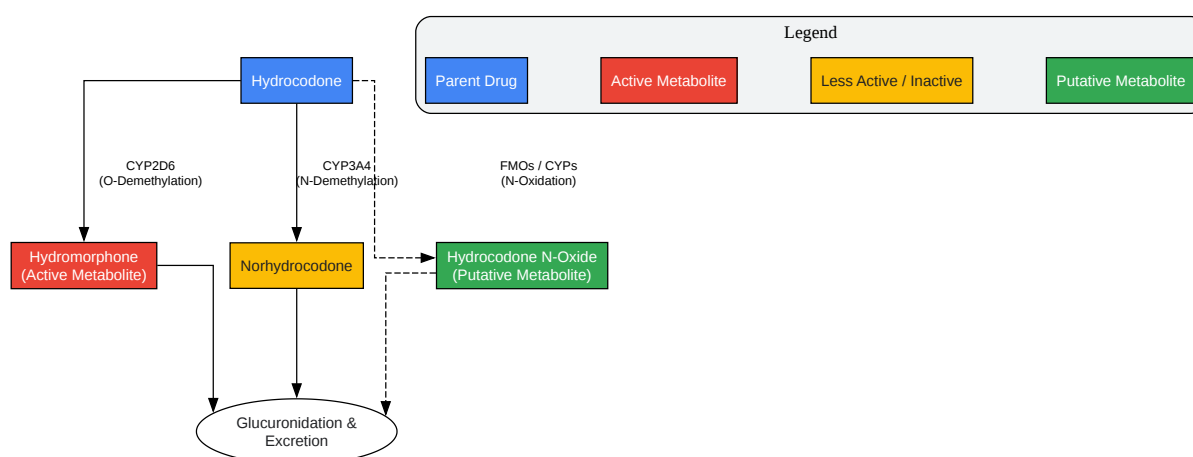 Legend
Hydrocodone
Parent Drug
Active Metabolite
Less Active / Inactive
Putative Metabolite
CYP2D6
(O-Demethylation)
CYP3A4
(N-Demethylation)
FMOs / CYPs
(N-Oxidation)
Hydromorphone
(Active Metabolite)
Norhydrocodone
Hydrocodone N-Oxide
(Putative Metabolite)
Glucuronidation &
Excretion